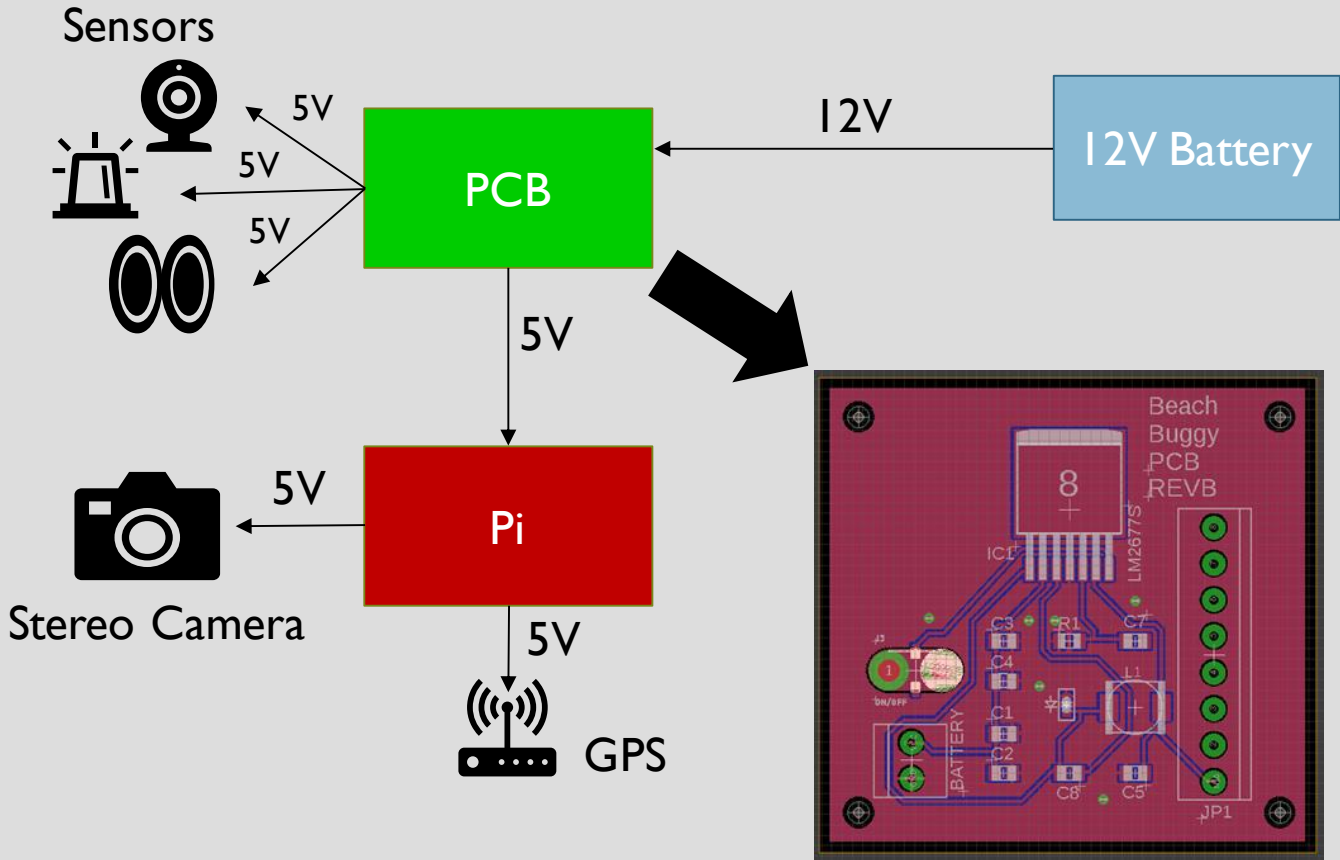 Sensors
5V
5V
5V
PCB
12V
12V Battery
5V
Pi
5V
Stereo Camera
5V
GPS
Beach
Buggy
PCB
REVB
8
IC1
LM2677S
C3
R1
C7
C4
L1
1
ON/OFF
C1
C2
BATTERY
C8
C5
JP1